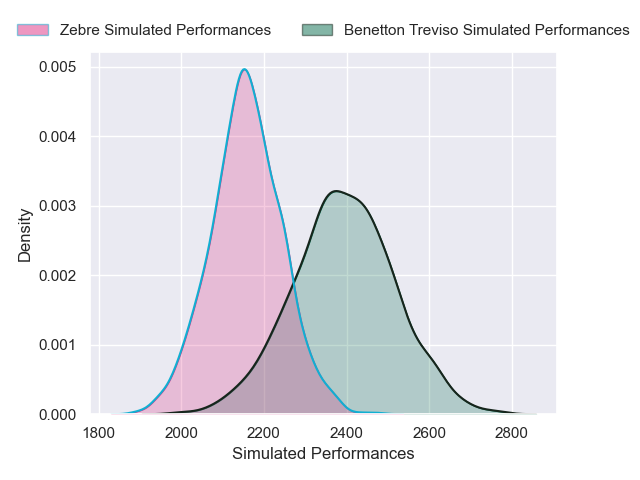 Zebre Simulated Performances Benetton Treviso Simulated Performances
0.005
0.004
0.003
0.002
0.001
0.000
Density
1800 2000 2200 2400 2600 2800
Simulated Performances